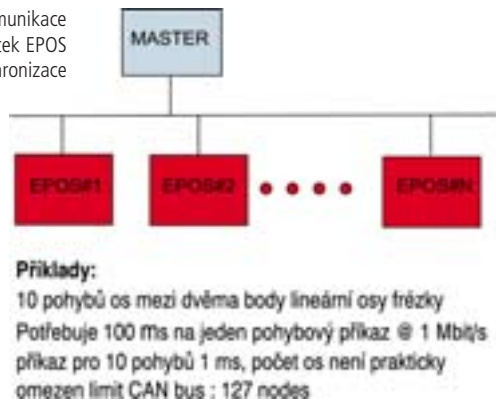 munikace
tek EPOS
aronizace
MASTER
EPOS#1
EPOS#2
EPOS#N
Příklady:
10 pohybů os mezi dvěma body lineární osy frézky
Potřebuje 100 ms na jeden pohybový příkaz @ 1 Mbit/s
příkaz pro 10 pohybů 1 ms, počet os není prakticky
omezen limit CAN bus : 127 nodes